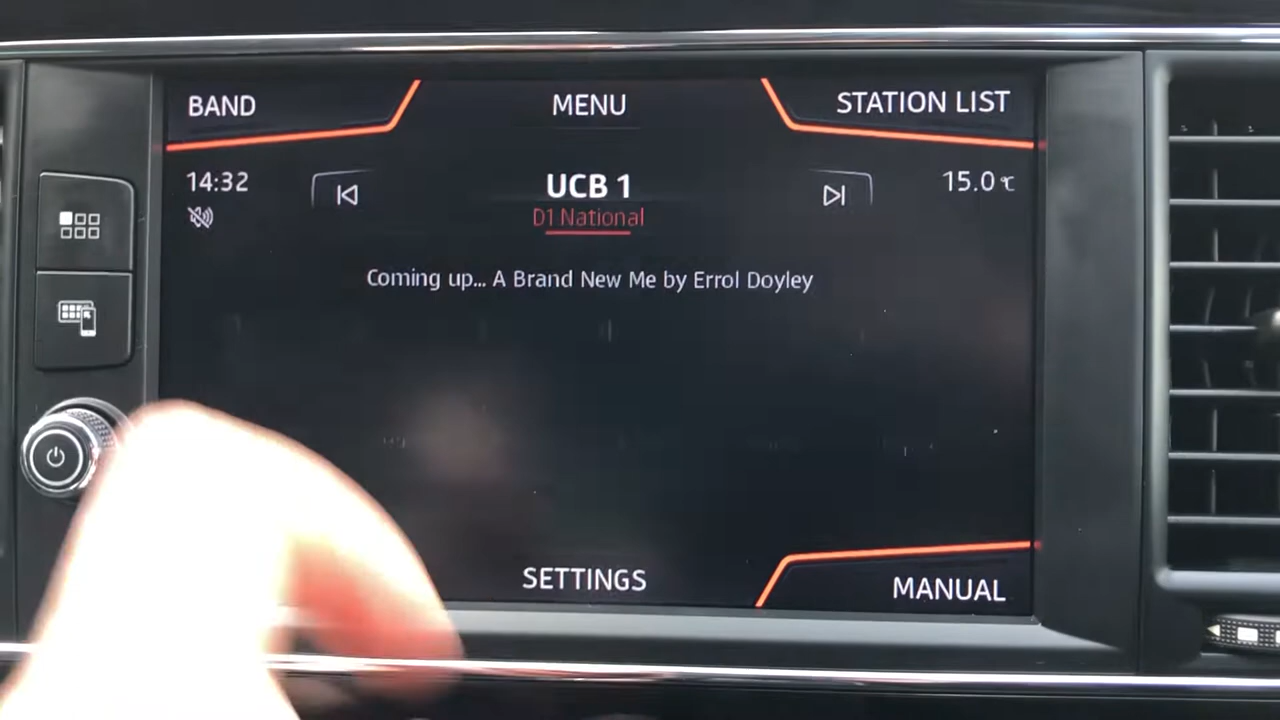 BAND
MENU
STATION LIST
14:32
UCB 1
15.0 °C
D1 National
Coming up... A Brand New Me by Errol Doyley
SETTINGS
MANUAL